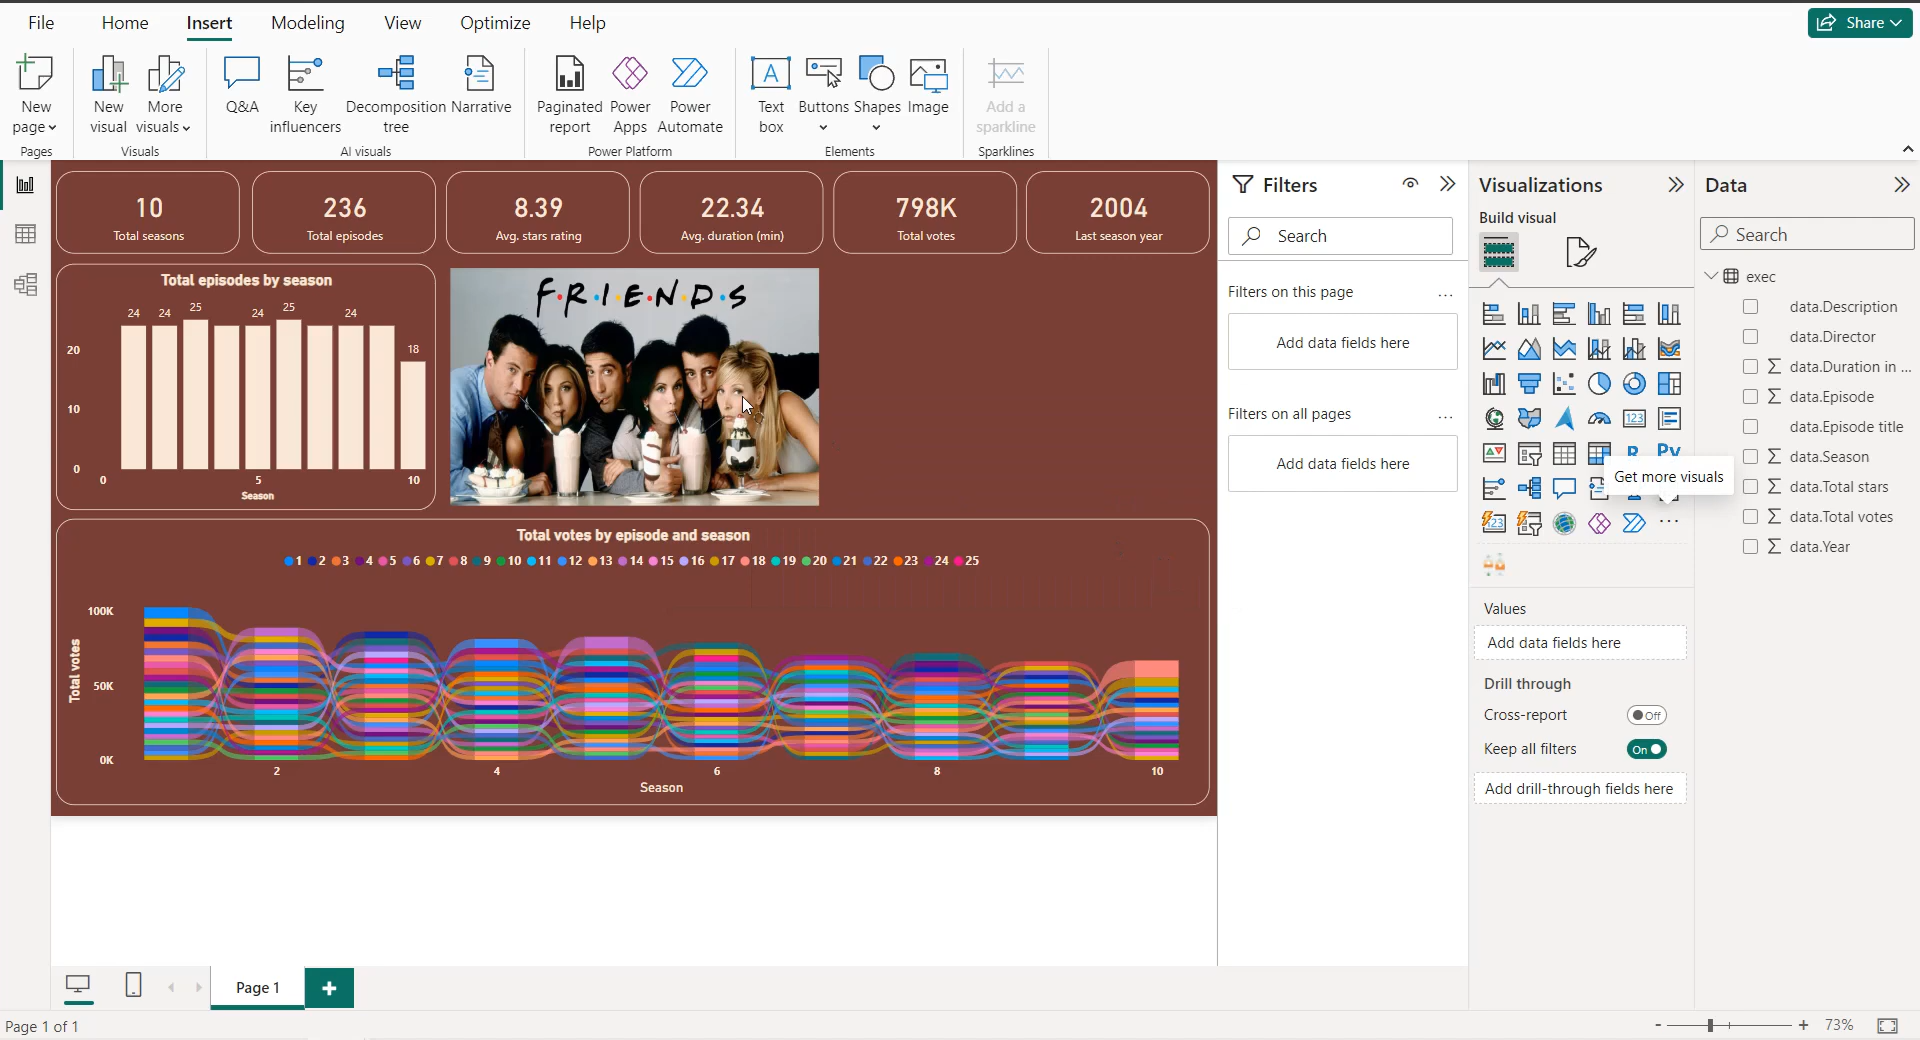 File Home Insert Modeling View Optimize Help Share
New page
New visual
More visuals
Q&A
Key influencers
Decomposition tree
Narrative
Paginated report
Power Apps
Power Automate
Text box
Buttons
Shapes
Image
Add a sparkline
Pages Visuals AI visuals Power Platform Elements Sparklines
10
Total seasons
236
Total episodes
8.39
Avg. stars rating
22.34
Avg. duration (min)
798K
Total votes
2004
Last season year
Total episodes by season
24 24 25 24 25 24 18
20
10
0
0 5 10
Season
F·R·I·E·N·D·S
Total votes by episode and season
1 2 3 4 5 6 7 8 9 10 11 12 13 14 15 16 17 18 19 20 21 22 23 24 25
100K
50K
0K
Total votes
2 4 6 8 10
Season
Filters
Search
Filters on this page ...
Add data fields here
Filters on all pages ...
Add data fields here
Visualizations
Build visual
123
R Py
Get more visuals
123
...
Values
Add data fields here
Drill through
Cross-report Off
Keep all filters On
Add drill-through fields here
Data
Search
exec
data.Description
data.Director
Σ data.Duration in ...
Σ data.Episode
data.Episode title
Σ data.Season
Σ data.Total stars
Σ data.Total votes
Σ data.Year
Page 1
Page 1 of 1
- + 73%